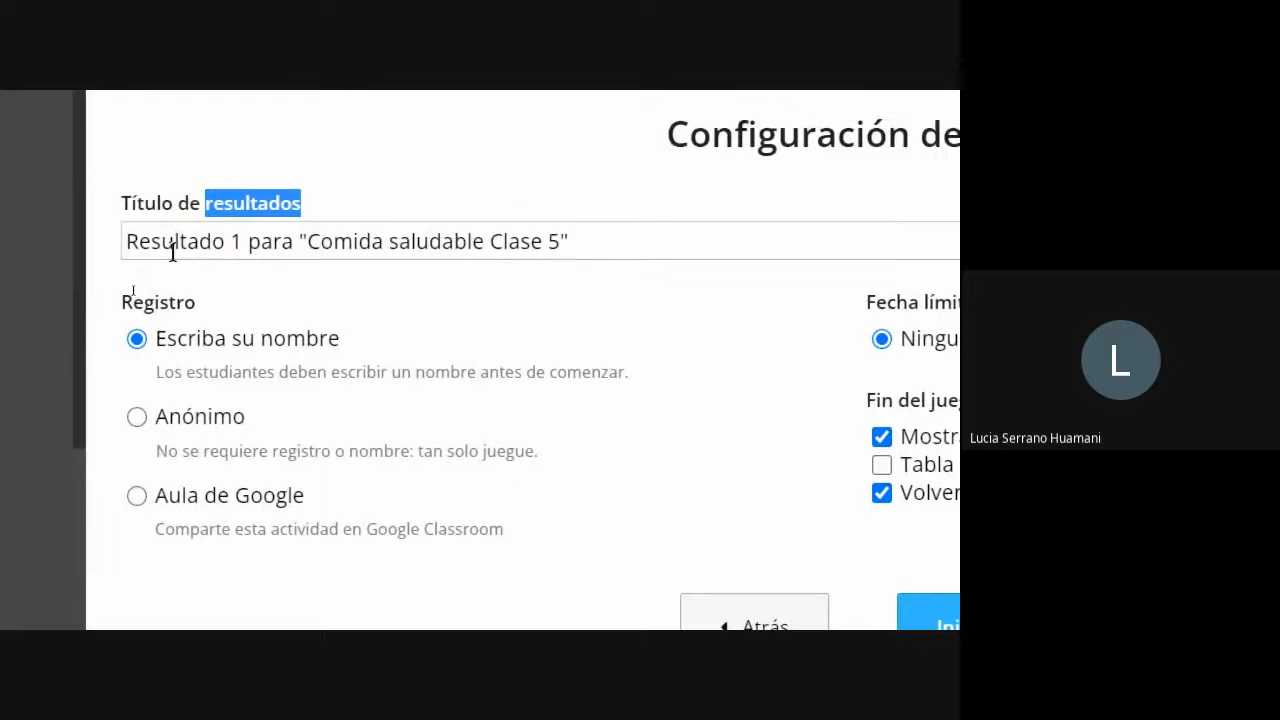 Configuración de
Título de resultados
Resultado 1 para "Comida saludable Clase 5"
Registro
Escriba su nombre
Los estudiantes deben escribir un nombre antes de comenzar.
Anónimo
No se requiere registro o nombre: tan solo juegue.
Aula de Google
Comparte esta actividad en Google Classroom
Fecha límit
Ningu
Fin del jue
Mostr
Tabla
Volver
Atrás
Ini
L
Lucia Serrano Huamani